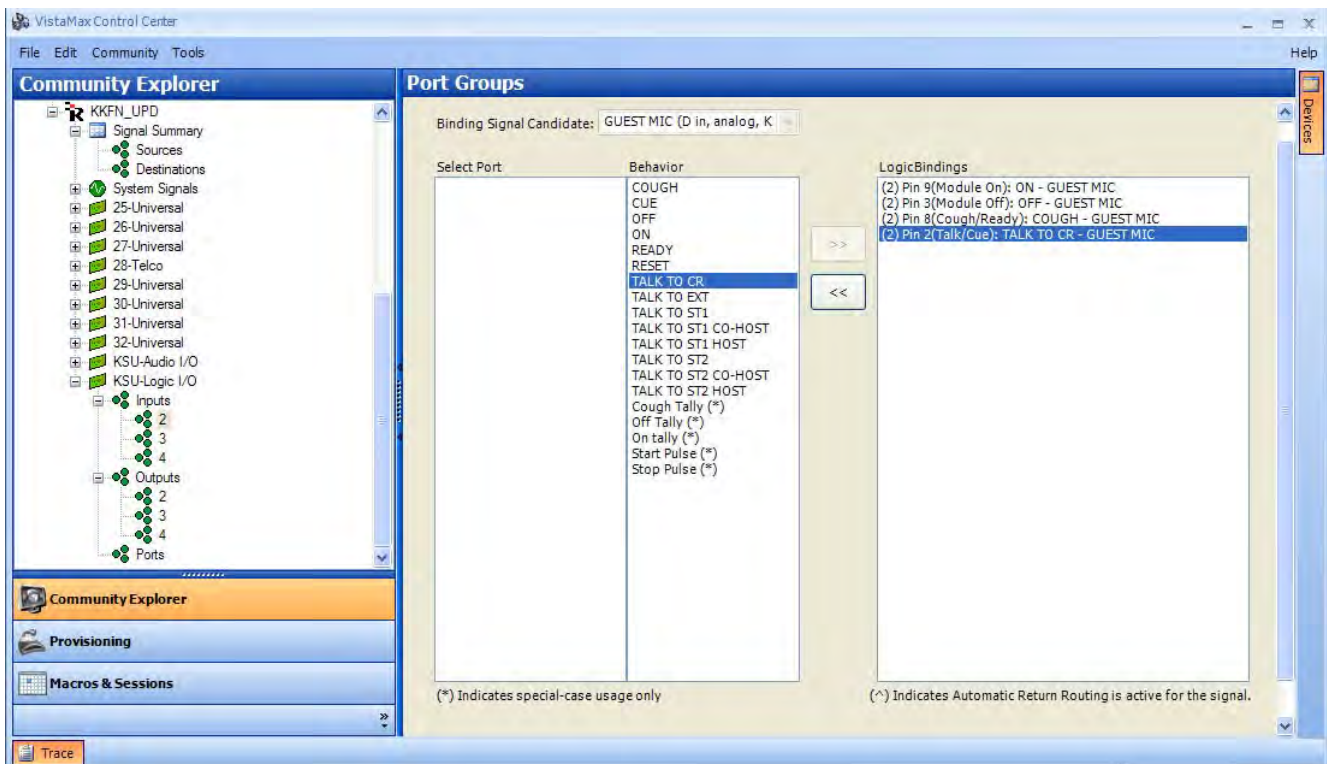 VistaMax Control Center
File Edit Community Tools Help
Community Explorer
KKFN_UPD
Signal Summary
Sources
Destinations
System Signals
25-Universal
26-Universal
27-Universal
28-Telco
29-Universal
30-Universal
31-Universal
32-Universal
KSU-Audio I/O
KSU-Logic I/O
Inputs
2
3
4
Outputs
2
3
4
Ports
Community Explorer
Provisioning
Macros & Sessions
Trace
Port Groups
Binding Signal Candidate: GUEST MIC (D in, analog, K
Select Port
Behavior
COUGH
CUE
OFF
ON
READY
RESET
TALK TO CR
TALK TO EXT
TALK TO ST1
TALK TO ST1 CO-HOST
TALK TO ST1 HOST
TALK TO ST2
TALK TO ST2 CO-HOST
TALK TO ST2 HOST
Cough Tally (*)
Off Tally (*)
On tally (*)
Start Pulse (*)
Stop Pulse (*)
>>
<<
LogicBindings
(2) Pin 9(Module On): ON - GUEST MIC
(2) Pin 3(Module Off): OFF - GUEST MIC
(2) Pin 8(Cough/Ready): COUGH - GUEST MIC
(2) Pin 2(Talk/Cue): TALK TO CR - GUEST MIC
(*) Indicates special-case usage only
(^) Indicates Automatic Return Routing is active for the signal.
Devices